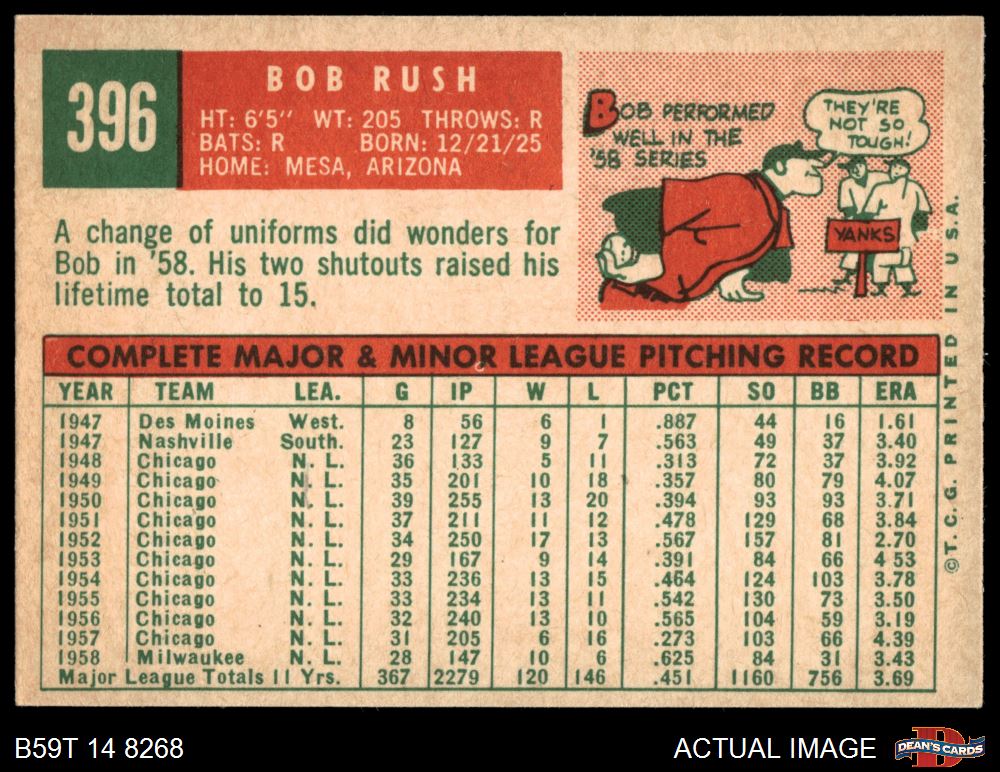 396
BOB RUSH
HT: 6'5" WT: 205 THROWS: R
BATS: R BORN: 12/21/25
HOME: MESA, ARIZONA
BOB PERFORMED
WELL IN THE
'58 SERIES
THEY'RE
NOT SO
TOUGH!
YANKS
A change of uniforms did wonders for
Bob in '58. His two shutouts raised his
lifetime total to 15.
COMPLETE MAJOR & MINOR LEAGUE PITCHING RECORD
YEAR TEAM LEA. G IP W L PCT SO BB ERA
1947 Des Moines West. 8 56 6 1 .887 44 16 1.61
1947 Nashville South. 23 127 9 7 .563 49 37 3.40
1948 Chicago N. L. 36 133 5 11 .313 72 37 3.92
1949 Chicago N. L. 35 201 10 18 .357 80 79 4.07
1950 Chicago N. L. 39 255 13 20 .394 93 93 3.71
1951 Chicago N. L. 37 211 11 12 .478 129 68 3.84
1952 Chicago N. L. 34 250 17 13 .567 157 81 2.70
1953 Chicago N. L. 29 167 9 14 .391 84 66 4.53
1954 Chicago N. L. 33 236 13 15 .464 124 103 3.78
1955 Chicago N. L. 33 234 13 11 .542 130 73 3.50
1956 Chicago N. L. 32 240 13 10 .565 104 59 3.19
1957 Chicago N. L. 31 205 6 16 .273 103 66 4.39
1958 Milwaukee N. L. 28 147 10 6 .625 84 31 3.43
Major League Totals 11 Yrs. 367 2279 120 146 .451 1160 756 3.69
©T. C. G. PRINTED IN U.S.A.
B59T 14 8268
ACTUAL IMAGE
DEAN'S CARDS